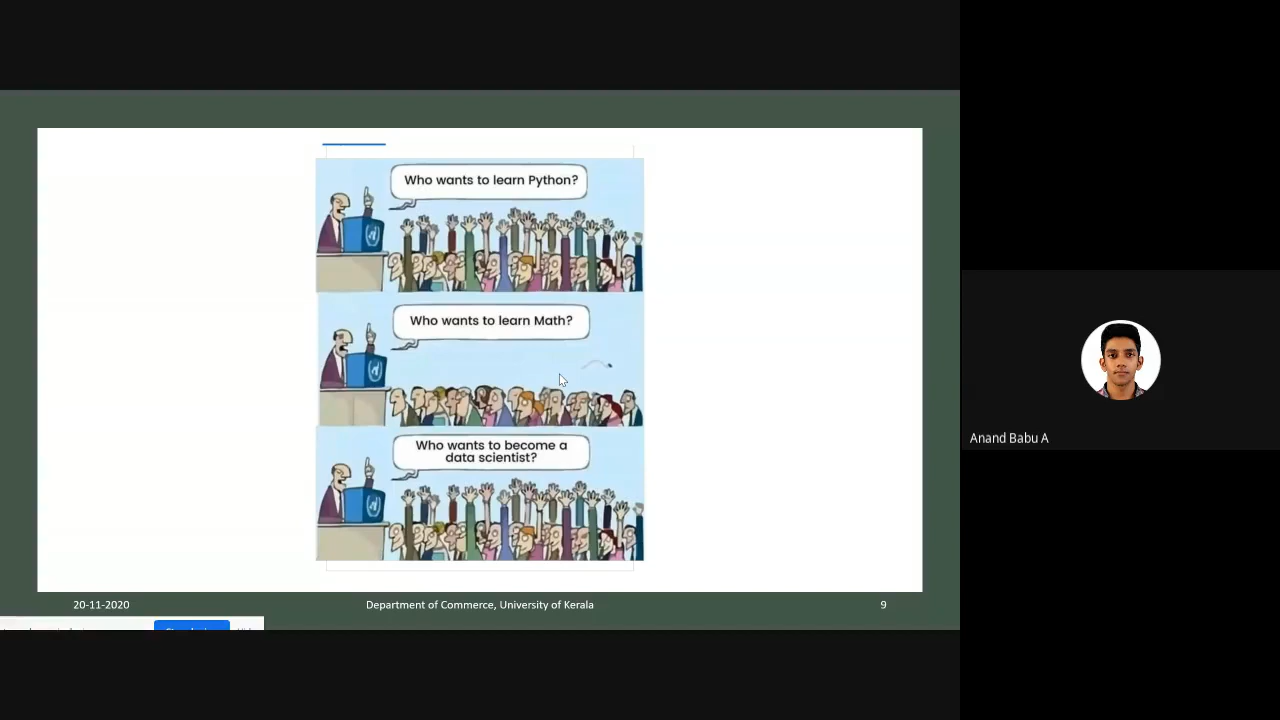 Who wants to learn Python?
Who wants to learn Math?
Who wants to become a
data scientist?
Anand Babu A
20-11-2020
Department of Commerce, University of Kerala
9